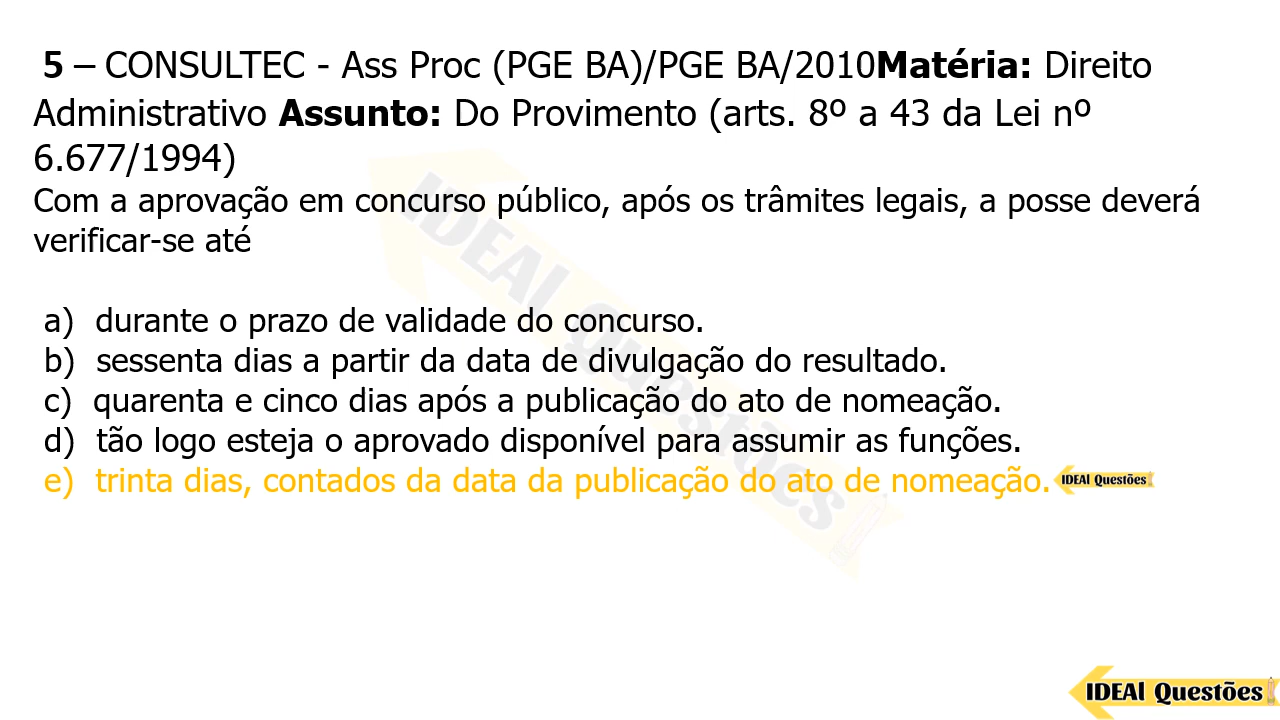 5 – CONSULTEC - Ass Proc (PGE BA)/PGE BA/2010Matéria: Direito
Administrativo Assunto: Do Provimento (arts. 8º a 43 da Lei nº
6.677/1994)
Com a aprovação em concurso público, após os trâmites legais, a posse deverá
verificar-se até
a) durante o prazo de validade do concurso.
b) sessenta dias a partir da data de divulgação do resultado.
c) quarenta e cinco dias após a publicação do ato de nomeação.
d) tão logo esteja o aprovado disponível para assumir as funções.
e) trinta dias, contados da data da publicação do ato de nomeação. IDEAl Questões
IDEAl Questões
IDEAl Questões